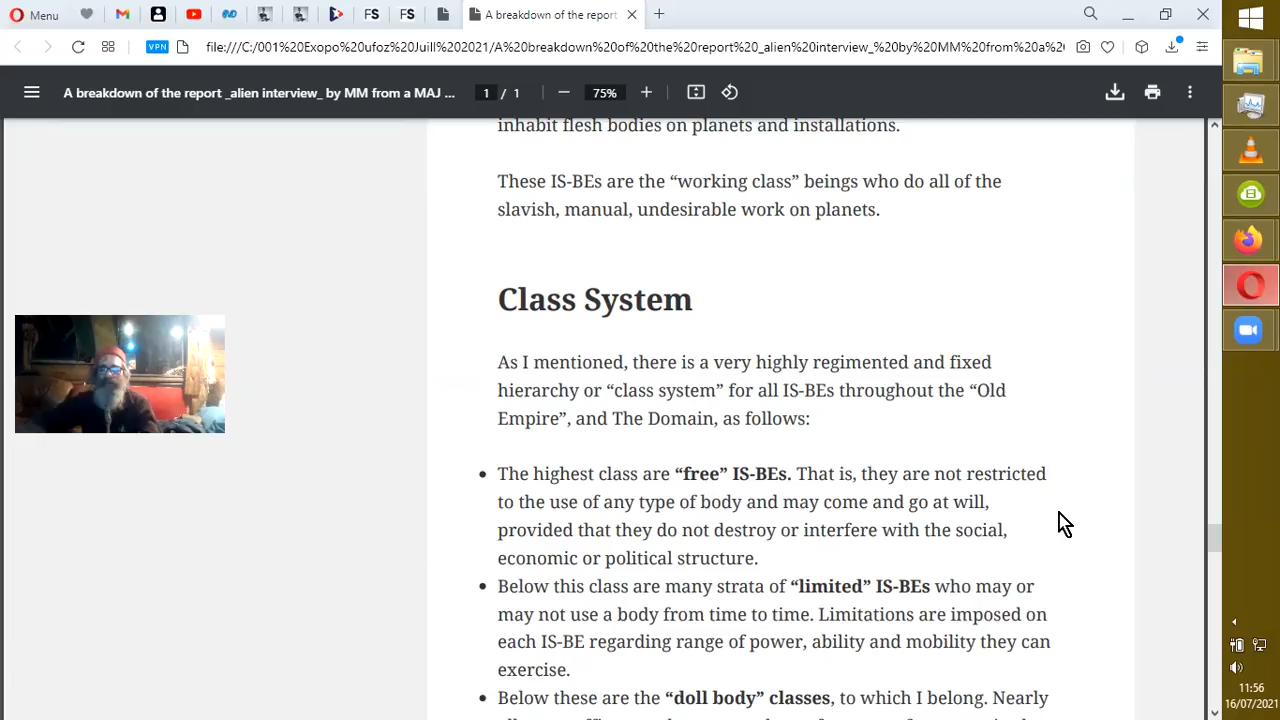 Menu
FS
FS
A breakdown of the report
VPN
file:///C:/001%20Exopo%20ufoz%20Juill%202021/A%20breakdown%20of%20the%20report%20_alien%20interview_%20by%20MM%20from%20a%20
A breakdown of the report _alien interview_ by MM from a MAJ ...
1 / 1
75%
inhabit flesh bodies on planets and installations.
These IS-BEs are the “working class” beings who do all of the
slavish, manual, undesirable work on planets.
Class System
As I mentioned, there is a very highly regimented and fixed
hierarchy or “class system” for all IS-BEs throughout the “Old
Empire”, and The Domain, as follows:
• The highest class are “free” IS-BEs. That is, they are not restricted
to the use of any type of body and may come and go at will,
provided that they do not destroy or interfere with the social,
economic or political structure.
• Below this class are many strata of “limited” IS-BEs who may or
may not use a body from time to time. Limitations are imposed on
each IS-BE regarding range of power, ability and mobility they can
exercise.
• Below these are the “doll body” classes, to which I belong. Nearly
11:56
16/07/2021